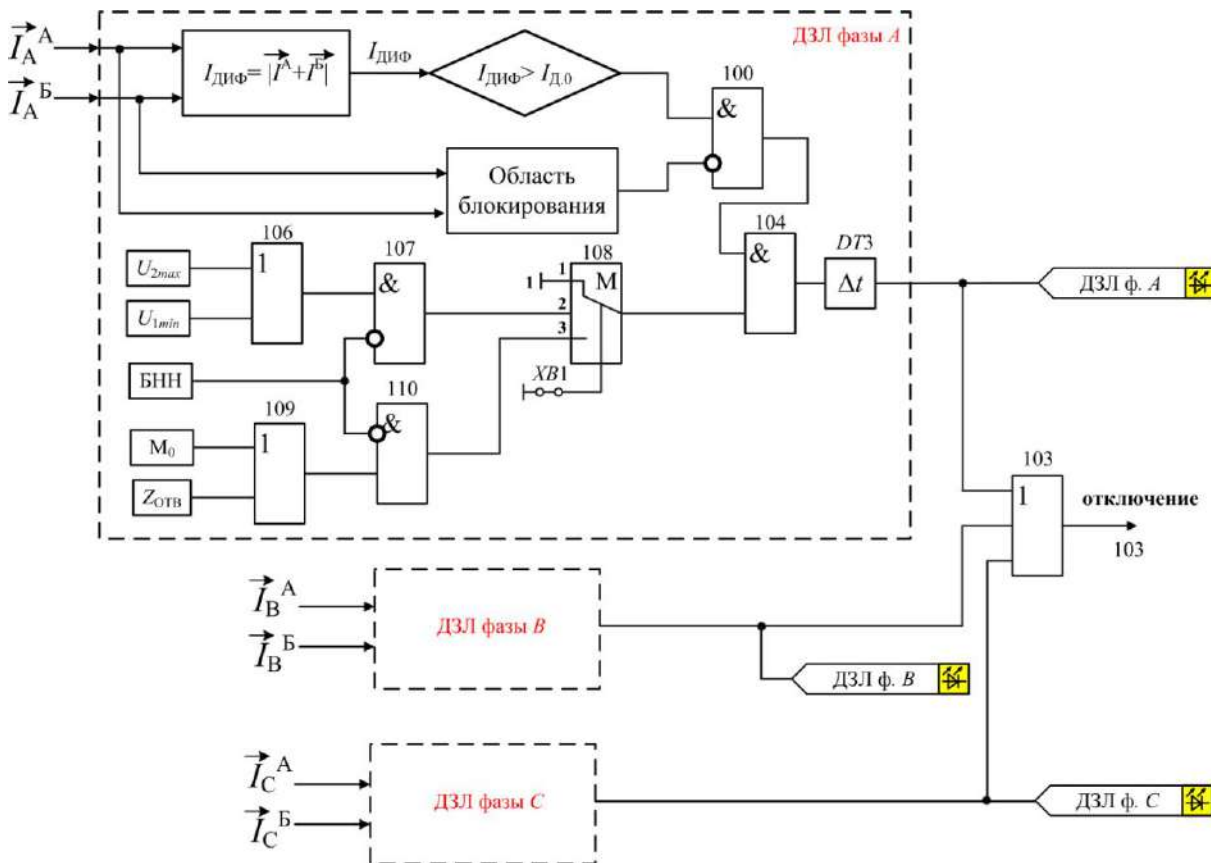 I_A^А
I_A^Б
ДЗЛ фазы A
I_ДИФ= |I^А+I^Б|
I_ДИФ
I_ДИФ> I_Д.0
100
&
Область
блокирования
104
&
DT3
Δt
ДЗЛ ф. A
106
1
U_2max
U_1min
107
&
108
1
1
М
2
3
БНН
XB1
110
&
109
1
М_0
Z_ОТВ
103
1
отключение
103
I_B^А
I_B^Б
ДЗЛ фазы B
ДЗЛ ф. B
I_C^А
I_C^Б
ДЗЛ фазы C
ДЗЛ ф. C